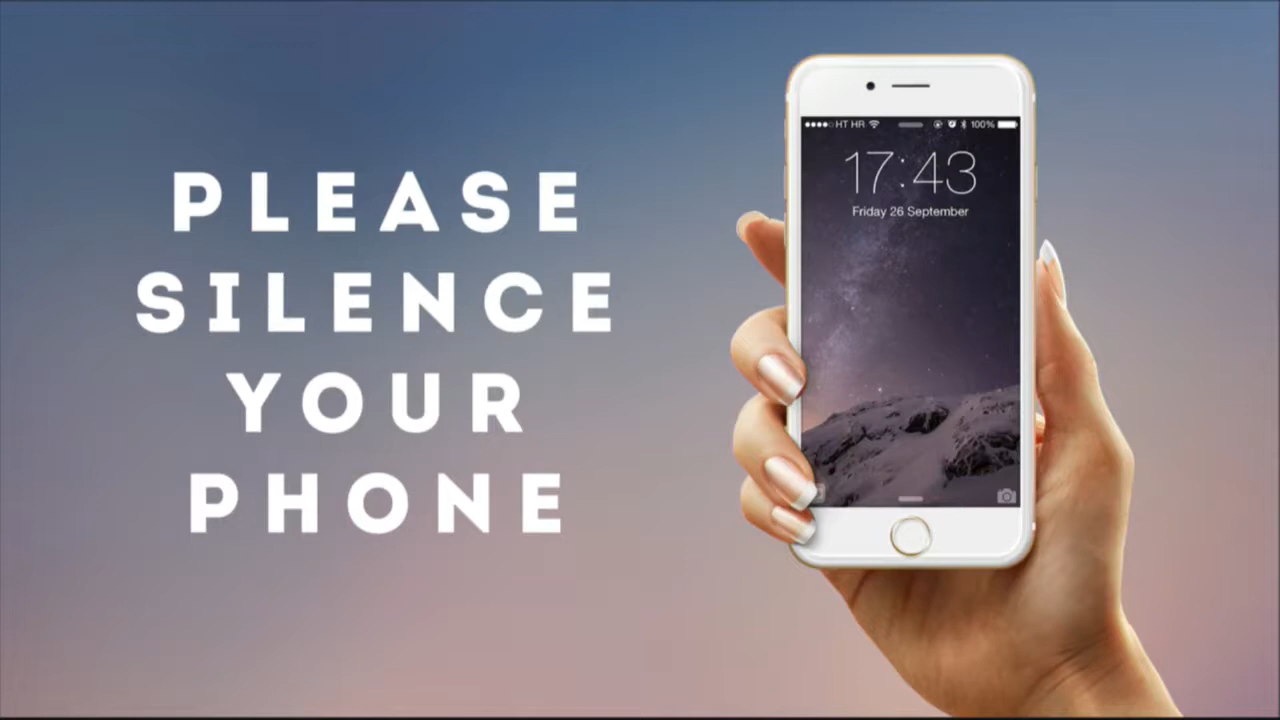 PLEASE
SILENCE
YOUR
PHONE
HT HR 100%
17:43
Friday 26 September